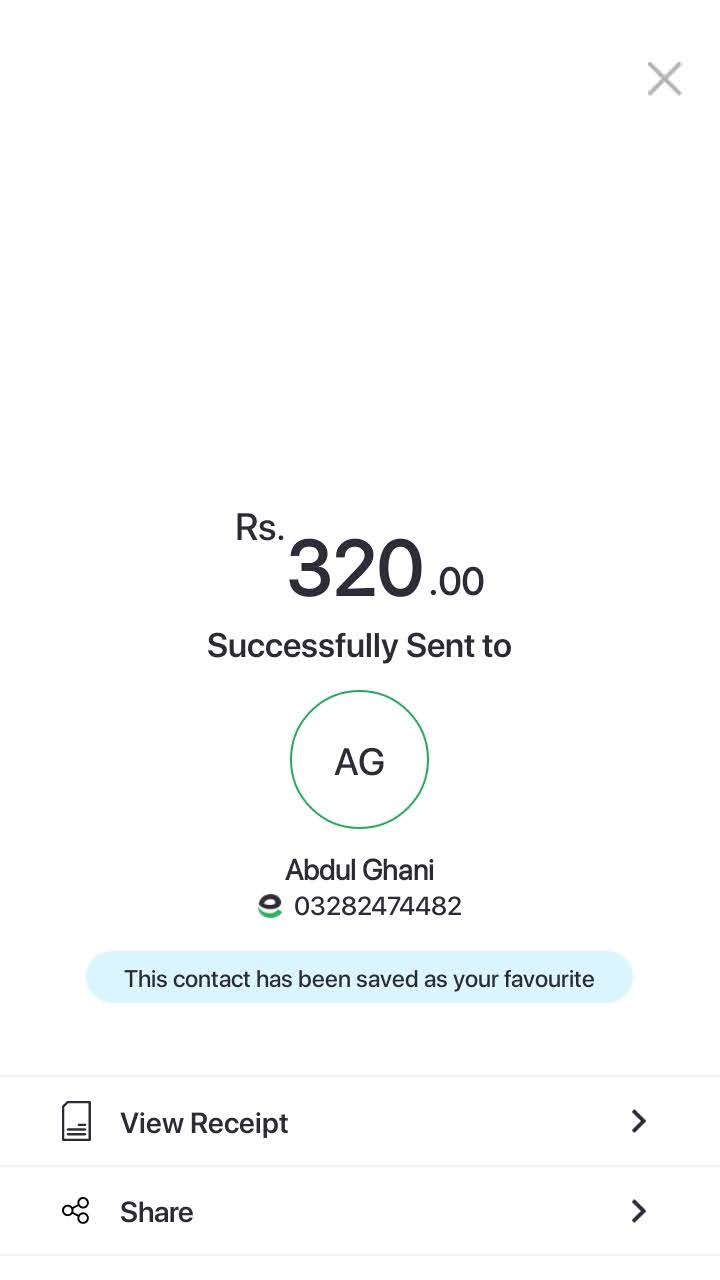 Rs. 320.00
Successfully Sent to
AG
Abdul Ghani
03282474482
This contact has been saved as your favourite
View Receipt
Share